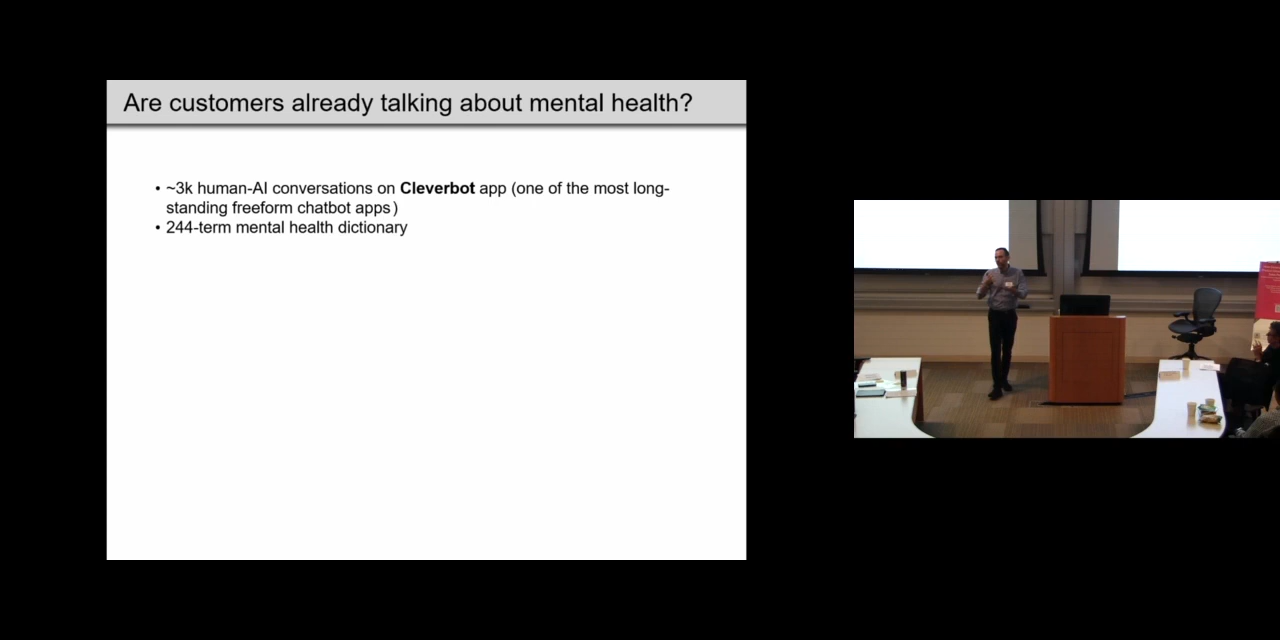 Are customers already talking about mental health?
• ~3k human-AI conversations on Cleverbot app (one of the most long-
standing freeform chatbot apps)
• 244-term mental health dictionary